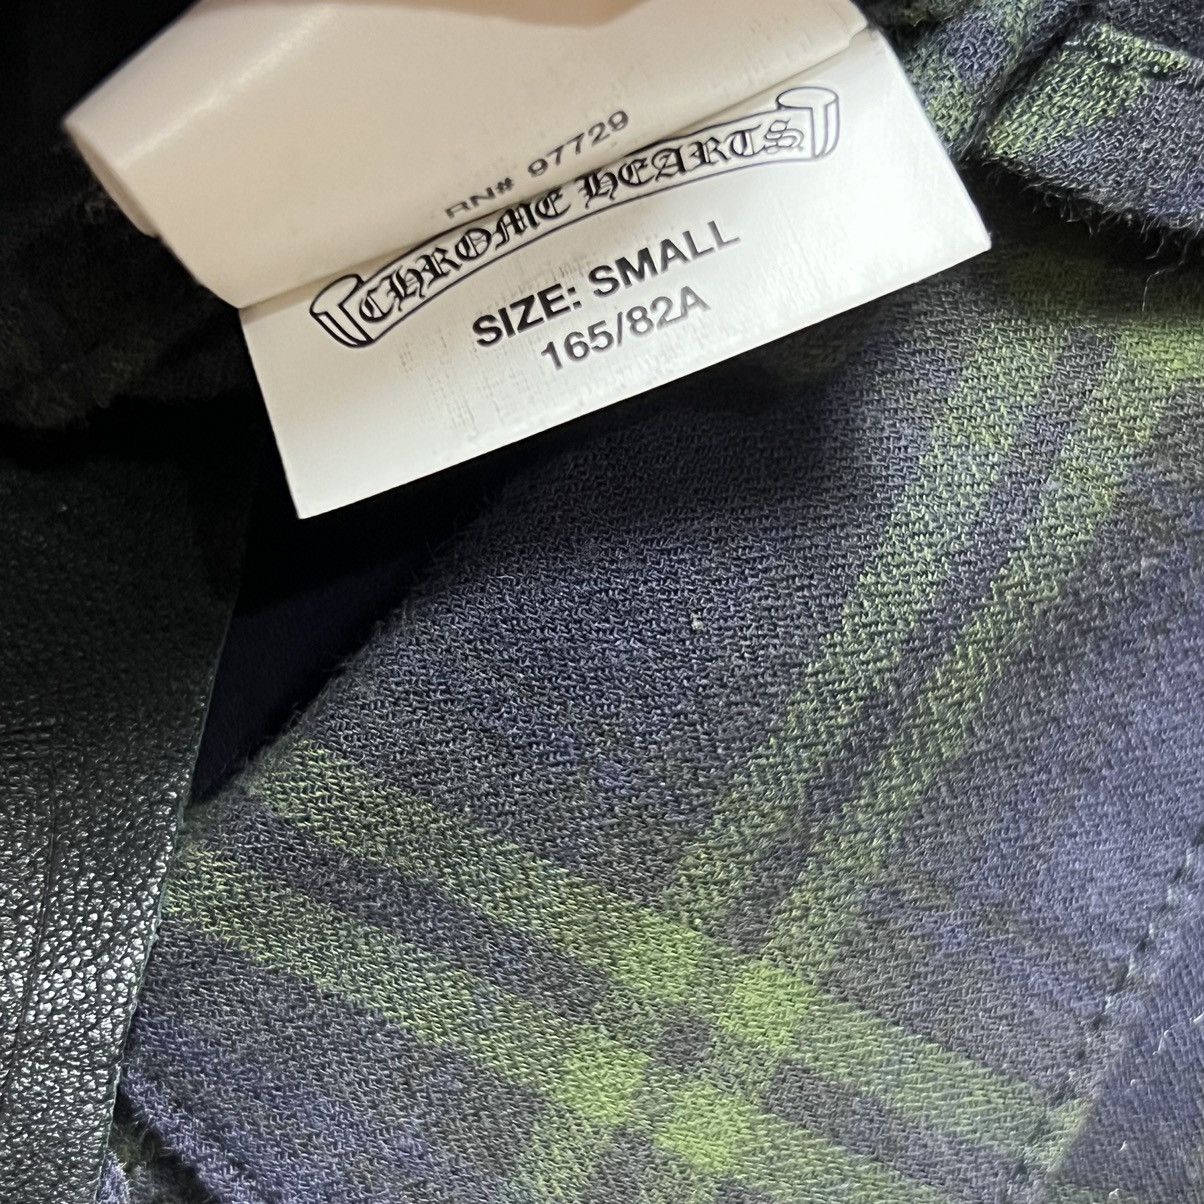 RN# 97729
CHROME HEARTS
SIZE: SMALL
165/82A